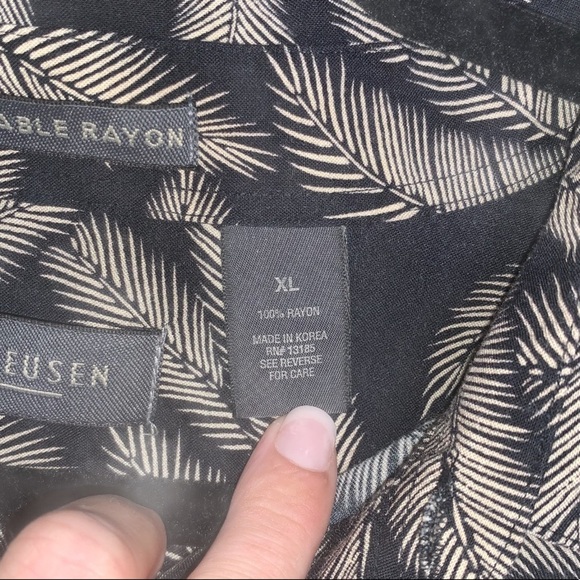 ABLE RAYON
EUSEN
XL
100% RAYON
MADE IN KOREA
RN# 13185
SEE REVERSE
FOR CARE